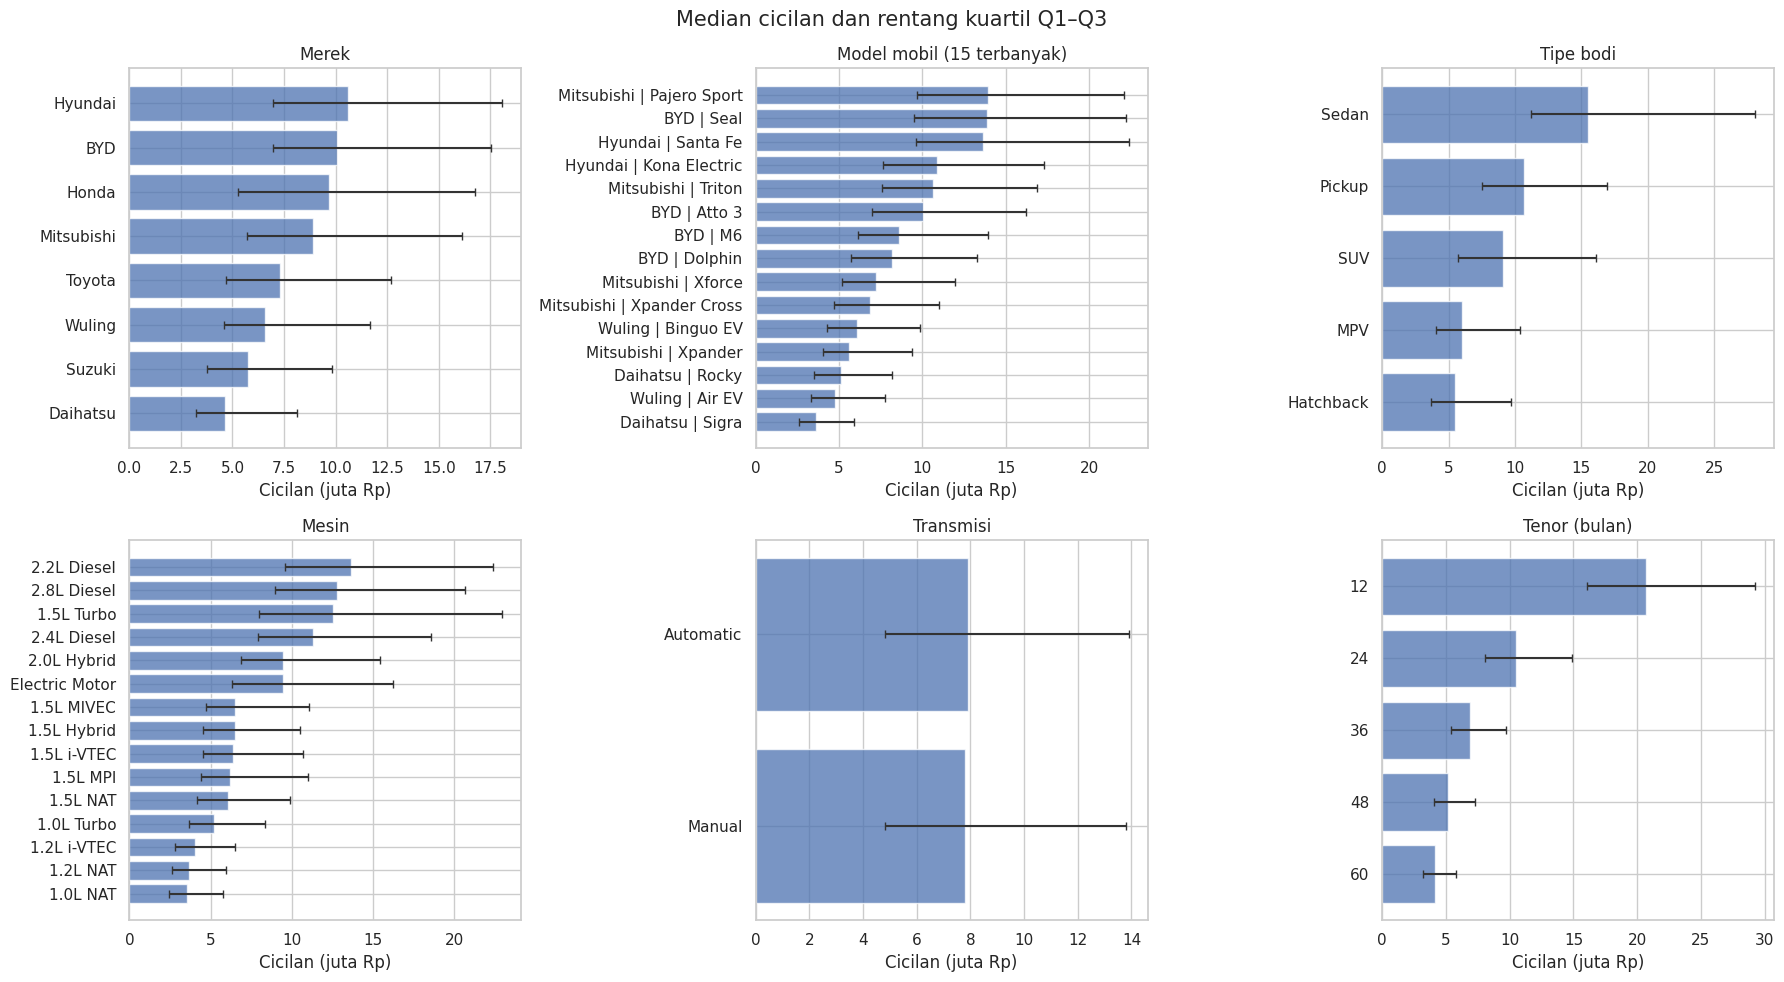 Median cicilan dan rentang kuartil Q1–Q3
Merek
Hyundai
BYD
Honda
Mitsubishi
Toyota
Wuling
Suzuki
Daihatsu
0.0 2.5 5.0 7.5 10.0 12.5 15.0 17.5
Cicilan (juta Rp)
Model mobil (15 terbanyak)
Mitsubishi | Pajero Sport
BYD | Seal
Hyundai | Santa Fe
Hyundai | Kona Electric
Mitsubishi | Triton
BYD | Atto 3
BYD | M6
BYD | Dolphin
Mitsubishi | Xforce
Mitsubishi | Xpander Cross
Wuling | Binguo EV
Mitsubishi | Xpander
Daihatsu | Rocky
Wuling | Air EV
Daihatsu | Sigra
0 5 10 15 20
Cicilan (juta Rp)
Tipe bodi
Sedan
Pickup
SUV
MPV
Hatchback
0 5 10 15 20 25
Cicilan (juta Rp)
Mesin
2.2L Diesel
2.8L Diesel
1.5L Turbo
2.4L Diesel
2.0L Hybrid
Electric Motor
1.5L MIVEC
1.5L Hybrid
1.5L i-VTEC
1.5L MPI
1.5L NAT
1.0L Turbo
1.2L i-VTEC
1.2L NAT
1.0L NAT
0 5 10 15 20
Cicilan (juta Rp)
Transmisi
Automatic
Manual
0 2 4 6 8 10 12 14
Cicilan (juta Rp)
Tenor (bulan)
12
24
36
48
60
0 5 10 15 20 25 30
Cicilan (juta Rp)